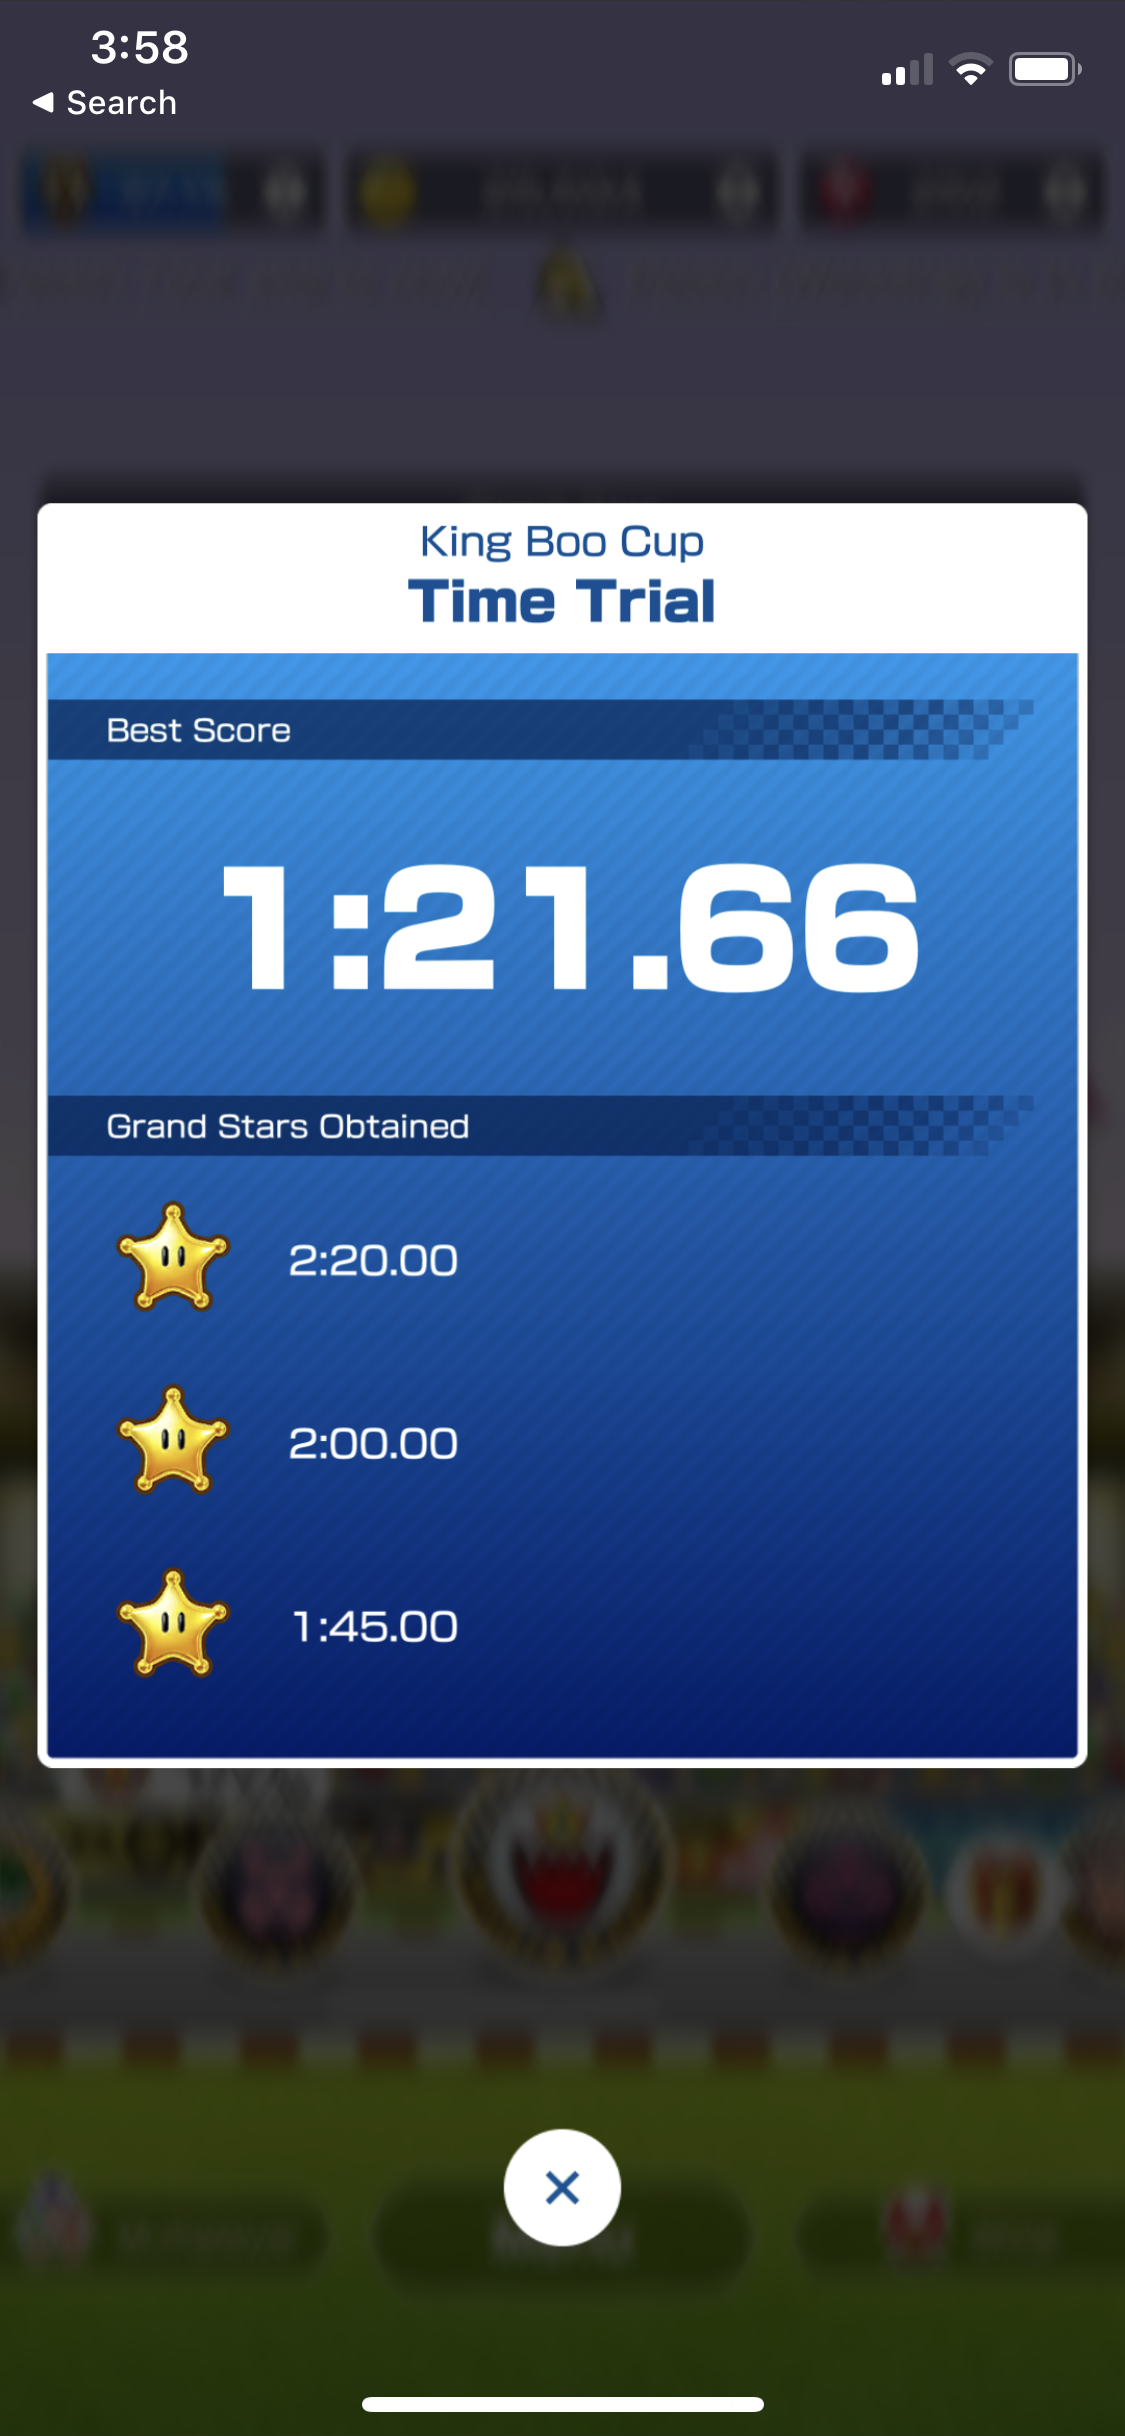 3:58
◀ Search
King Boo Cup
Time Trial
Best Score
1:21.66
Grand Stars Obtained
2:20.00
2:00.00
1:45.00
Menu